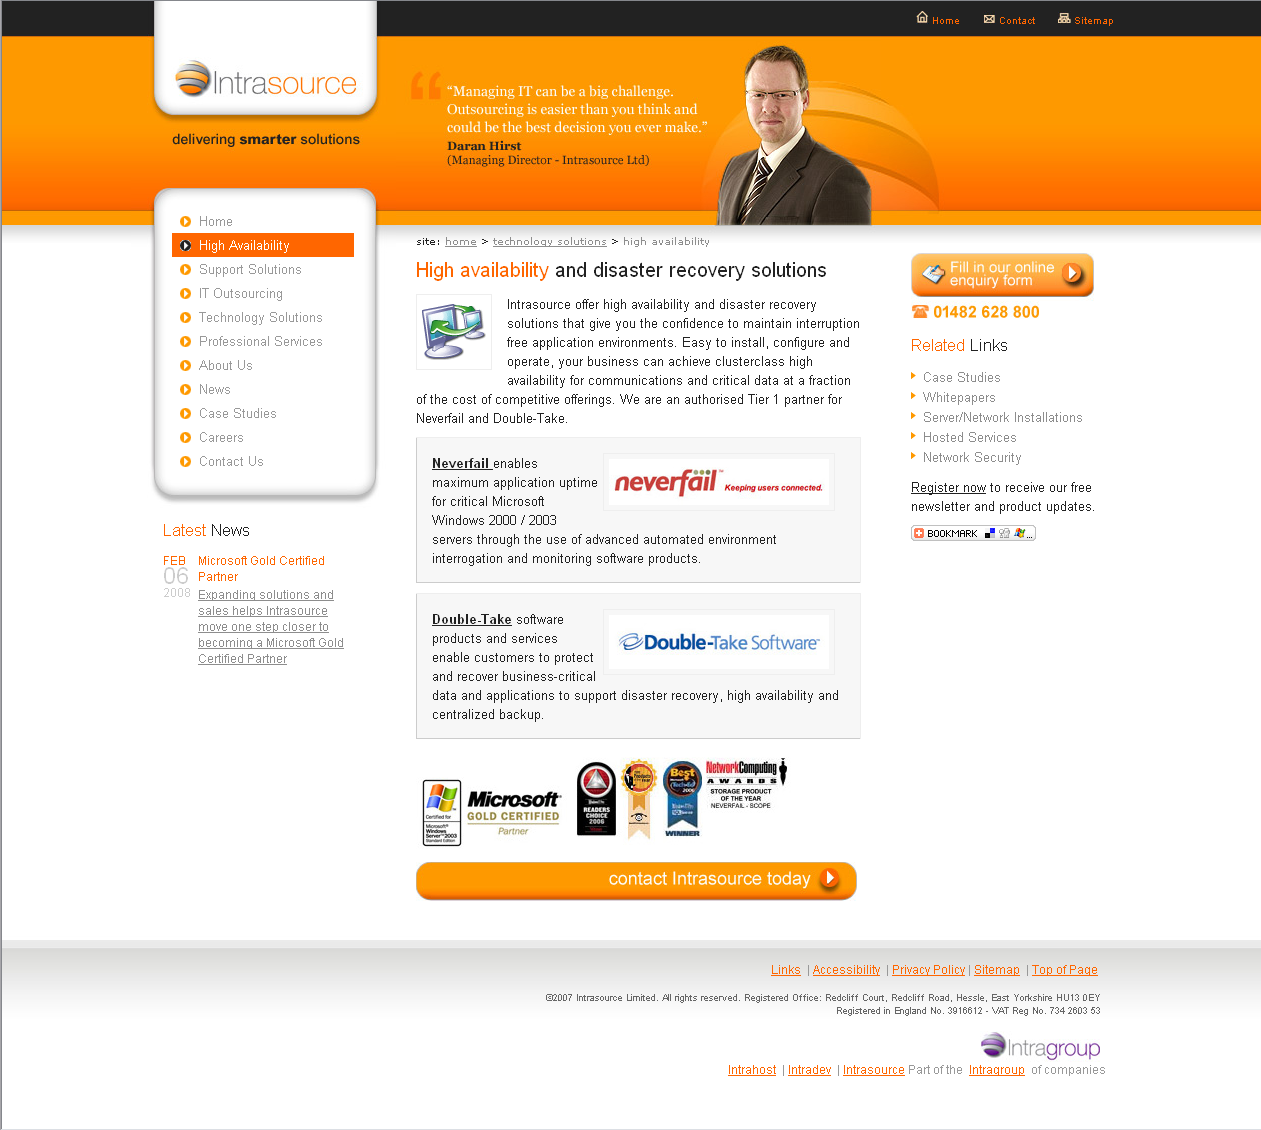 Home
Contact
Sitemap
Intrasource
delivering smarter solutions
“Managing IT can be a big challenge.
Outsourcing is easier than you think and
could be the best decision you ever make.”
Daran Hirst
(Managing Director - Intrasource Ltd)
Home
High Availability
Support Solutions
IT Outsourcing
Technology Solutions
Professional Services
About Us
News
Case Studies
Careers
Contact Us
Latest News
FEB
06
2008
Microsoft Gold Certified
Partner
Expanding solutions and
sales helps Intrasource
move one step closer to
becoming a Microsoft Gold
Certified Partner
site: home > technology solutions > high availability
High availability and disaster recovery solutions
Intrasource offer high availability and disaster recovery
solutions that give you the confidence to maintain interruption
free application environments. Easy to install, configure and
operate, your business can achieve clusterclass high
availability for communications and critical data at a fraction
of the cost of competitive offerings. We are an authorised Tier 1 partner for
Neverfail and Double-Take.
Neverfail enables
maximum application uptime
for critical Microsoft
Windows 2000 / 2003
servers through the use of advanced automated environment
interrogation and monitoring software products.
neverfail™ Keeping users connected.
Double-Take software
products and services
enable customers to protect
and recover business-critical
data and applications to support disaster recovery, high availability and
centralized backup.
Double-Take Software
Certified for
Microsoft®
Windows
Server™2003
Standard Edition
Microsoft
GOLD CERTIFIED
Partner
READERS
CHOICE
2006
Best
2006
WINNER
NetworkComputing
AWARDS
STORAGE PRODUCT
OF THE YEAR
NEVERFAIL - SCOPE
contact Intrasource today
Fill in our online
enquiry form
01482 628 800
Related Links
Case Studies
Whitepapers
Server/Network Installations
Hosted Services
Network Security
Register now to receive our free
newsletter and product updates.
BOOKMARK
Links | Accessibility | Privacy Policy | Sitemap | Top of Page
©2007 Intrasource Limited. All rights reserved. Registered Office: Redcliff Court, Redcliff Road, Hessle, East Yorkshire HU13 0EY
Registered in England No. 3916612 - VAT Reg No. 734 2603 53
Intragroup
Intrahost | Intradev | Intrasource Part of the Intragroup of companies